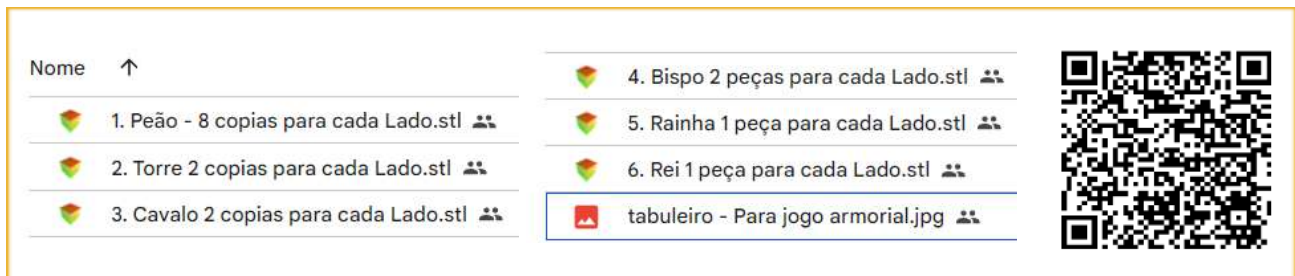 Nome
1. Peão - 8 copias para cada Lado.stl
2. Torre 2 copias para cada Lado.stl
3. Cavalo 2 copias para cada Lado.stl
4. Bispo 2 peças para cada Lado.stl
5. Rainha 1 peça para cada Lado.stl
6. Rei 1 peça para cada Lado.stl
tabuleiro - Para jogo armorial.jpg